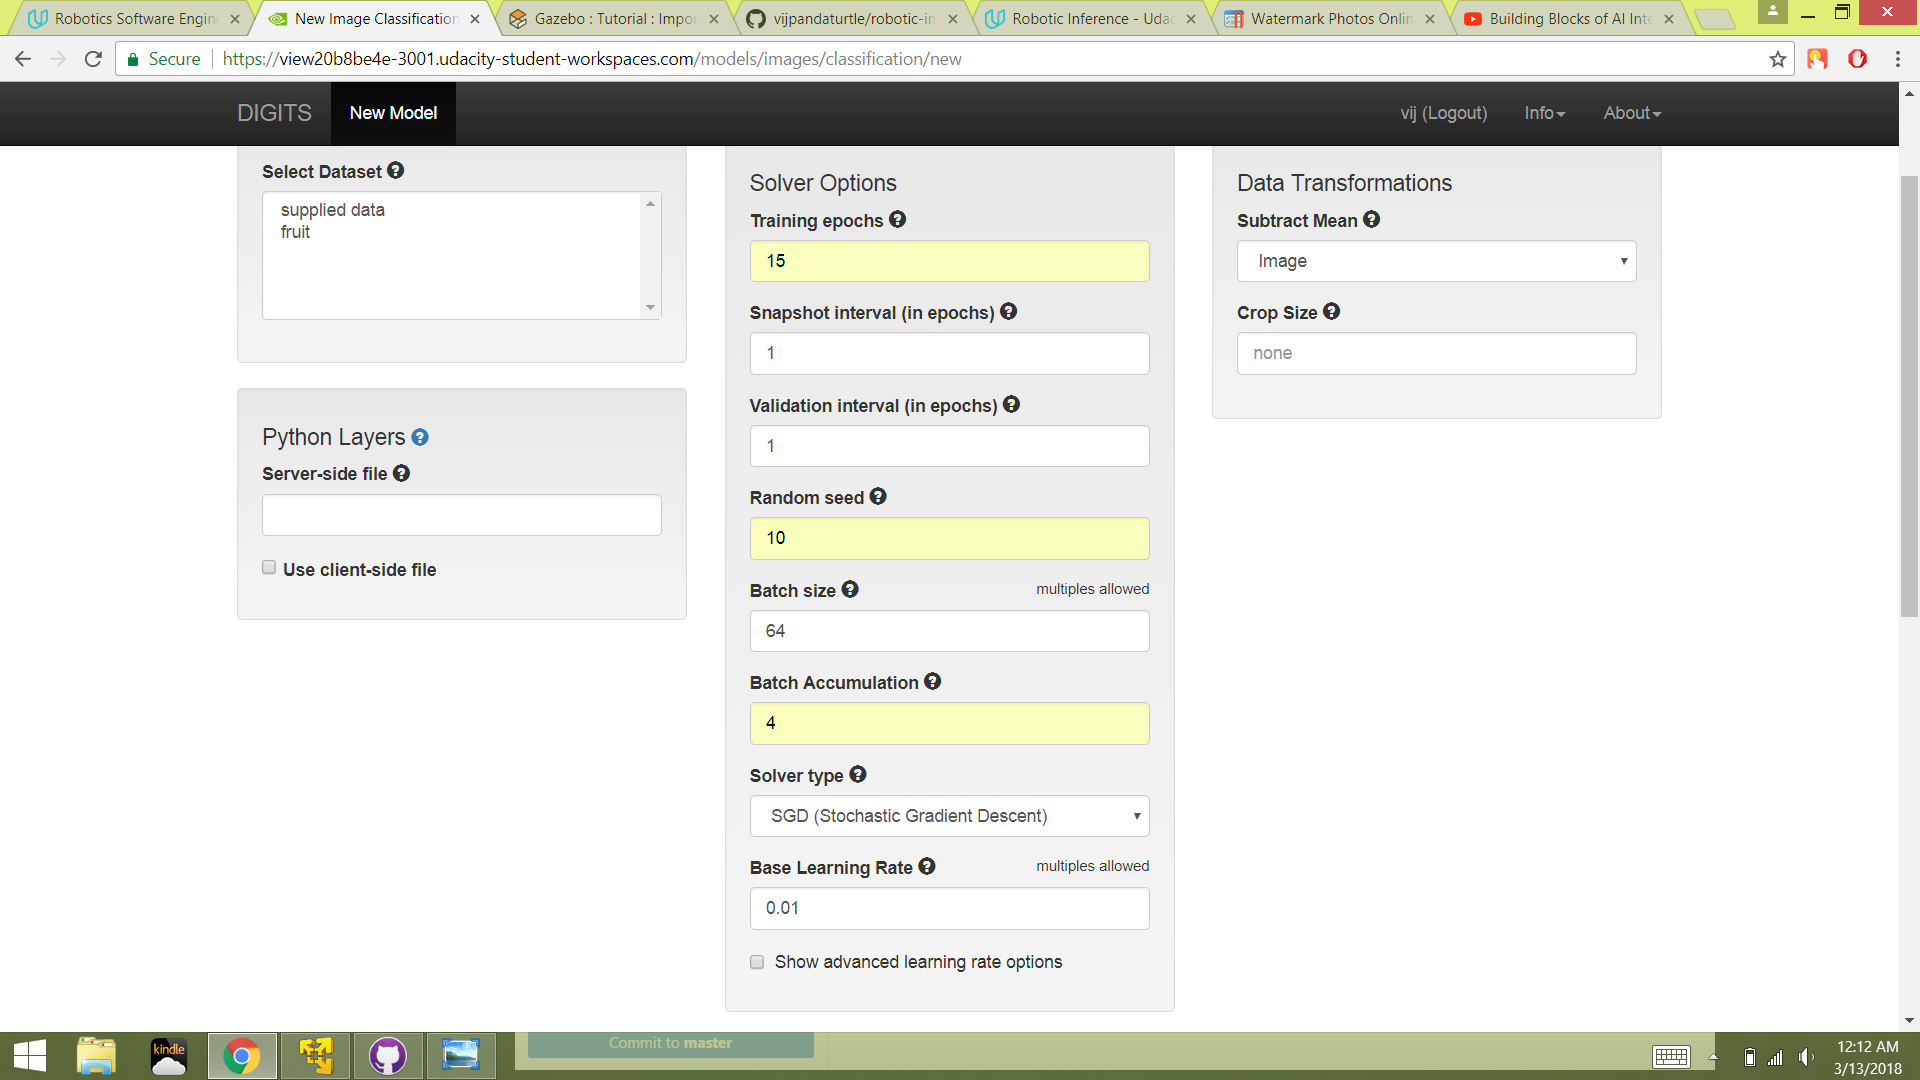 Robotics Software Engin
New Image Classification
Gazebo : Tutorial : Impor
vijpandaturtle/robotic-in
Robotic Inference - Udac
Watermark Photos Onlin
Building Blocks of AI Inte
Secure
https://view20b8be4e-3001.udacity-student-workspaces.com/models/images/classification/new
DIGITS
New Model
vij (Logout)
Info
About
Select Dataset
supplied data
fruit
Python Layers
Server-side file
Use client-side file
Solver Options
Training epochs
15
Snapshot interval (in epochs)
1
Validation interval (in epochs)
1
Random seed
10
Batch size
multiples allowed
64
Batch Accumulation
4
Solver type
SGD (Stochastic Gradient Descent)
Base Learning Rate
multiples allowed
0.01
Show advanced learning rate options
Data Transformations
Subtract Mean
Image
Crop Size
none
kindle
Commit to master
12:12 AM
3/13/2018